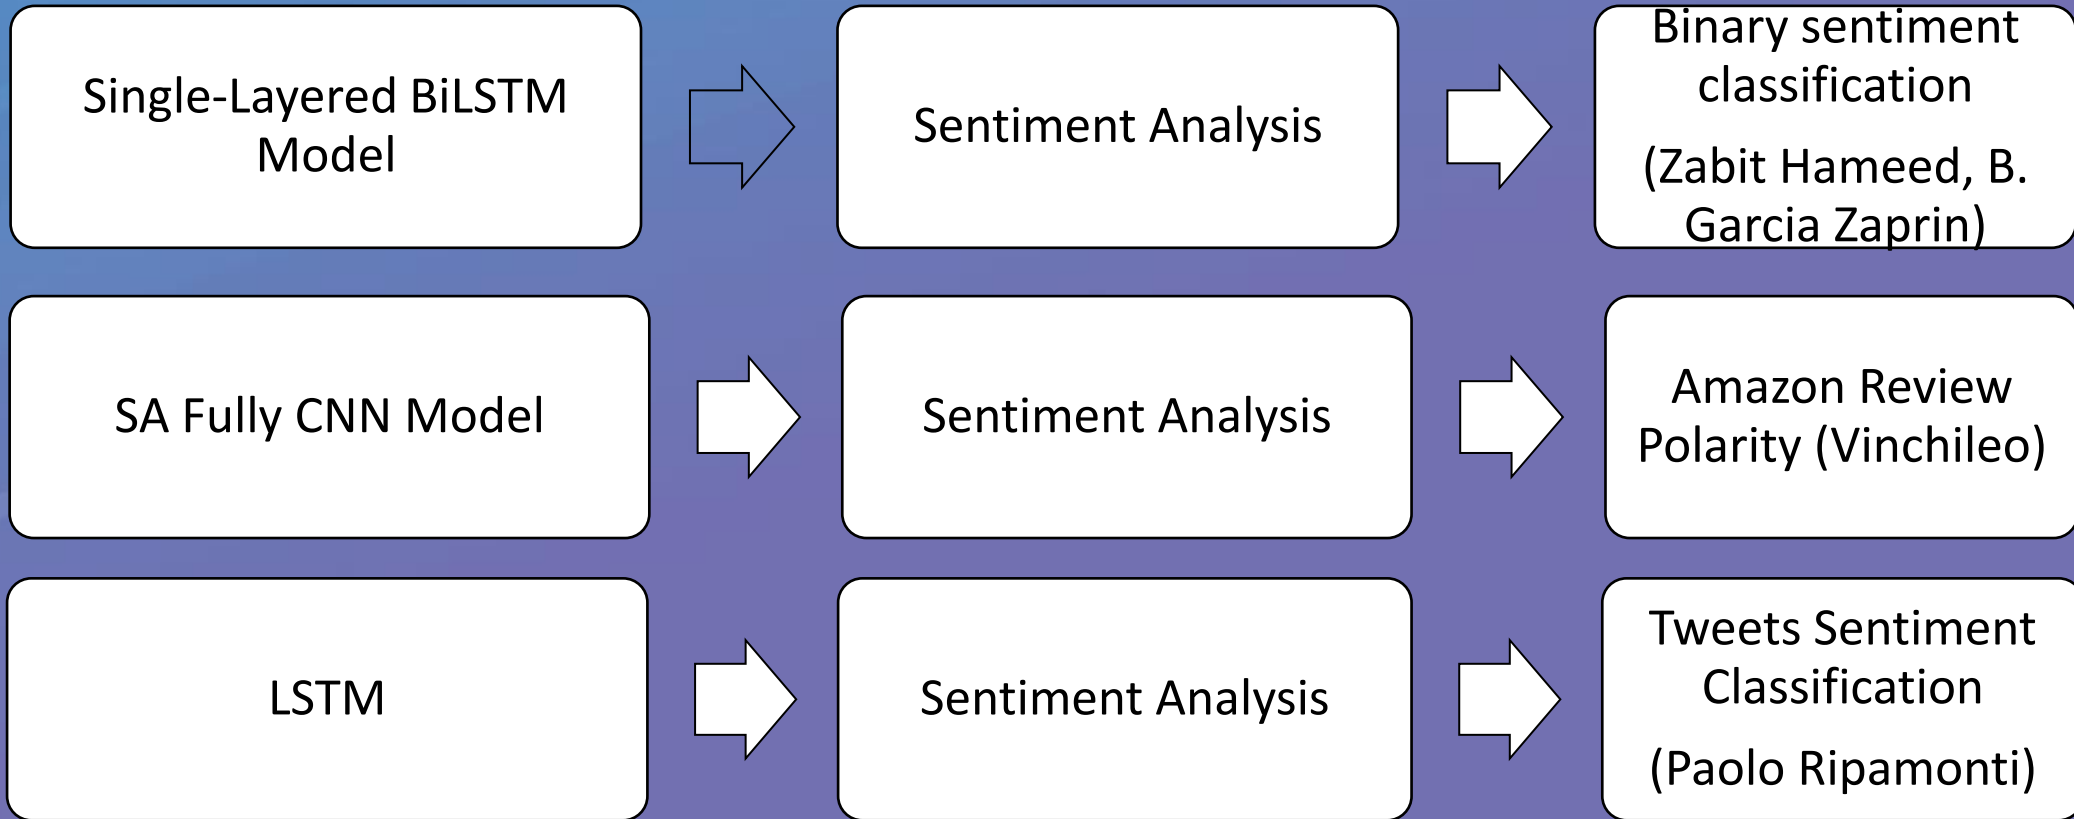 Single-Layered BiLSTM
Model
Sentiment Analysis
Binary sentiment
classification
(Zabit Hameed, B.
Garcia Zaprin)
SA Fully CNN Model
Sentiment Analysis
Amazon Review
Polarity (Vinchileo)
LSTM
Sentiment Analysis
Tweets Sentiment
Classification
(Paolo Ripamonti)